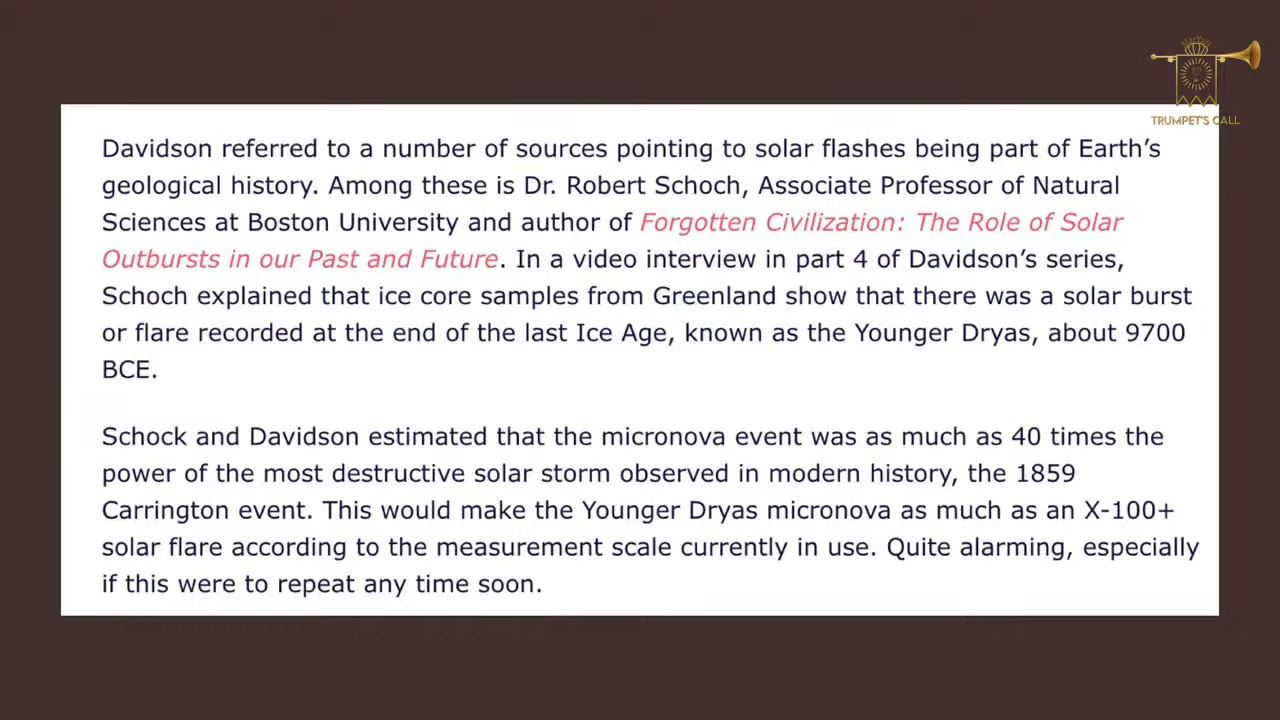 TRUMPET'S CALL
Davidson referred to a number of sources pointing to solar flashes being part of Earth's
geological history. Among these is Dr. Robert Schoch, Associate Professor of Natural
Sciences at Boston University and author of Forgotten Civilization: The Role of Solar
Outbursts in our Past and Future. In a video interview in part 4 of Davidson's series,
Schoch explained that ice core samples from Greenland show that there was a solar burst
or flare recorded at the end of the last Ice Age, known as the Younger Dryas, about 9700
BCE.
Schock and Davidson estimated that the micronova event was as much as 40 times the
power of the most destructive solar storm observed in modern history, the 1859
Carrington event. This would make the Younger Dryas micronova as much as an X-100+
solar flare according to the measurement scale currently in use. Quite alarming, especially
if this were to repeat any time soon.